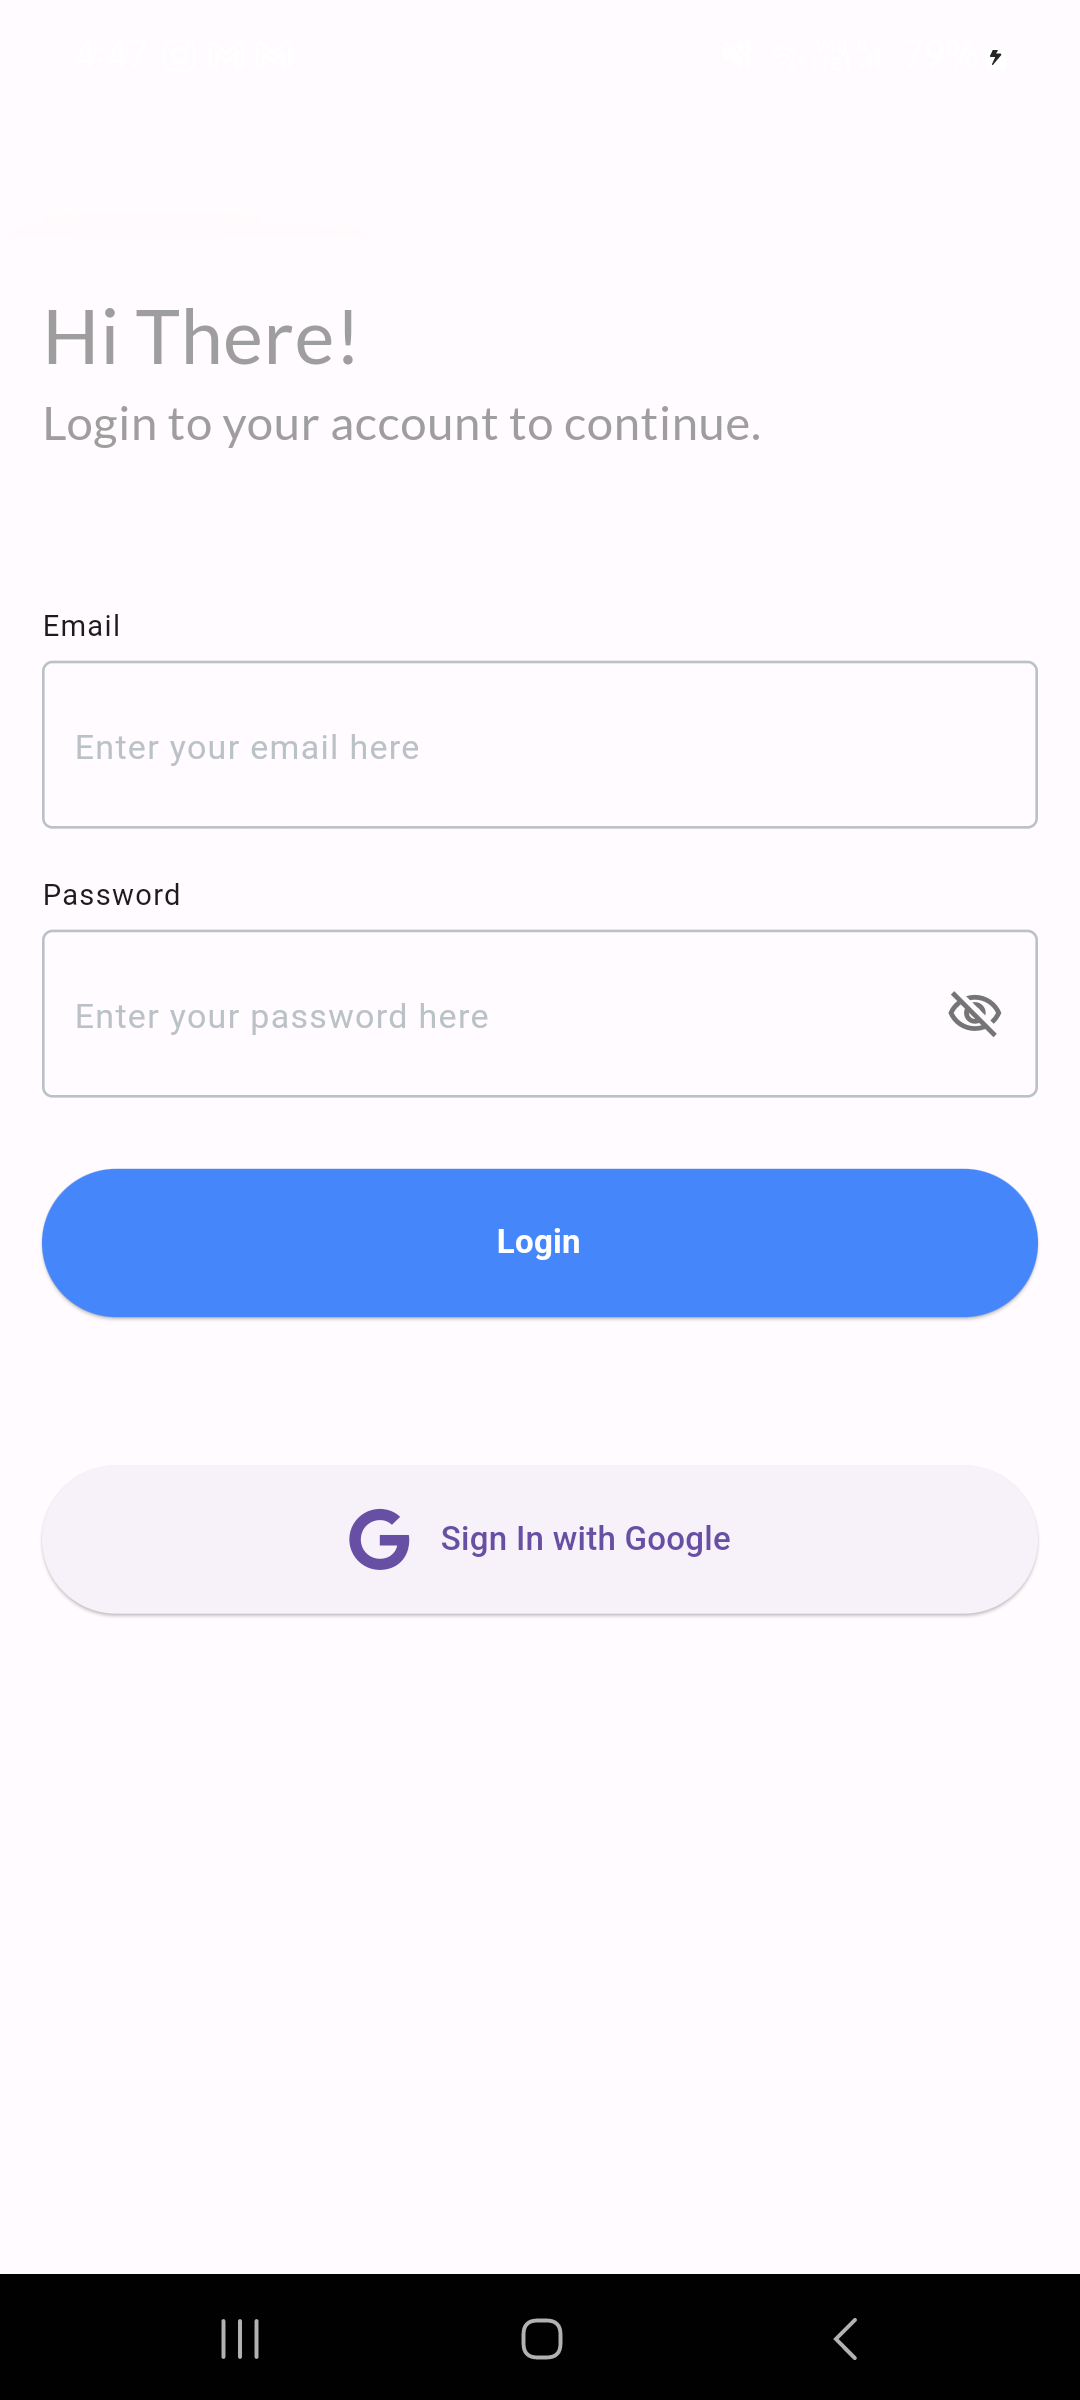 Hi There!
Login to your account to continue.
Email
Enter your email here
Password
Enter your password here
Login
Sign In with Google